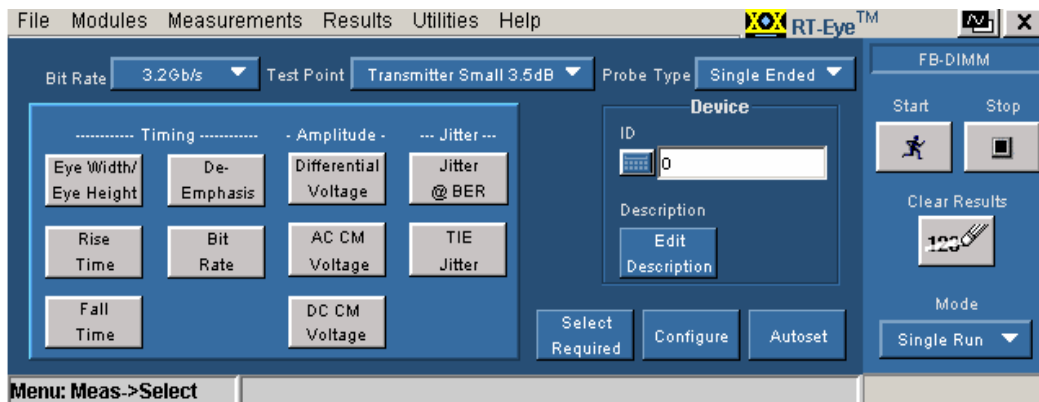 File Modules Measurements Results Utilities Help RT-Eye™ X
FB-DIMM
Bit Rate 3.2Gb/s Test Point Transmitter Small 3.5dB Probe Type Single Ended
Device
Start Stop
------------ Timing ------------ - Amplitude - --- Jitter ---
ID
0
Eye Width/
Eye Height
De-
Emphasis
Differential
Voltage
Jitter
@ BER
Rise
Time
Bit
Rate
AC CM
Voltage
TIE
Jitter
Fall
Time
DC CM
Voltage
Description
Edit
Description
Select
Required
Configure
Autoset
Clear Results
123
Mode
Single Run
Menu: Meas->Select